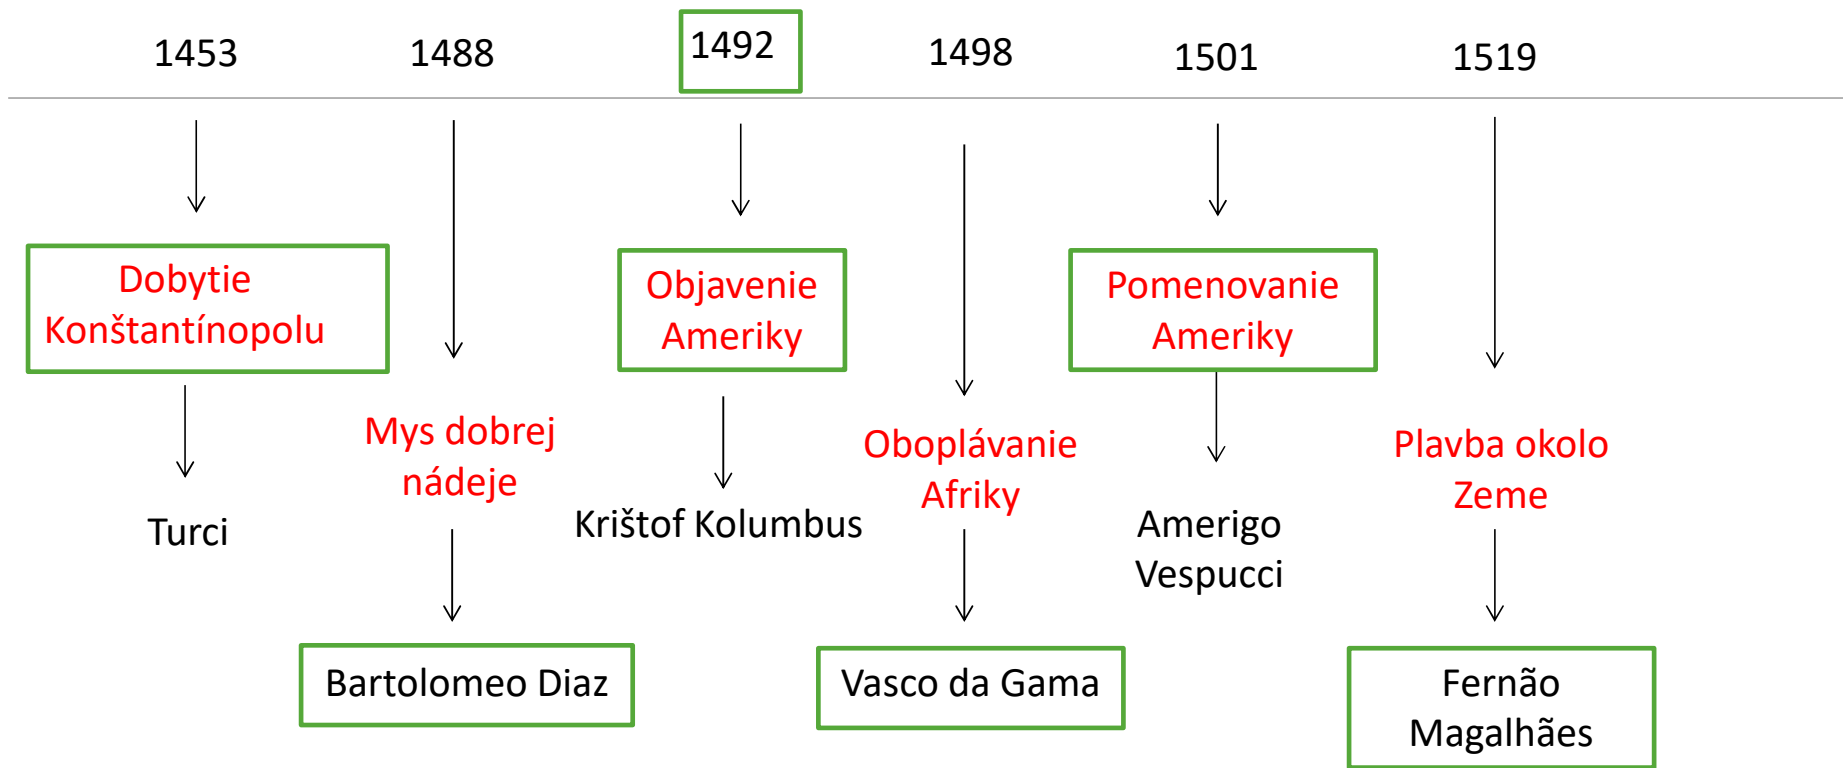 1453
1488
1492
1498
1501
1519
Dobytie
Konštantínopolu
Objavenie
Ameriky
Pomenovanie
Ameriky
Mys dobrej
nádeje
Oboplávanie
Afriky
Plavba okolo
Zeme
Turci
Krištof Kolumbus
Amerigo
Vespucci
Bartolomeo Diaz
Vasco da Gama
Fernão
Magalhães